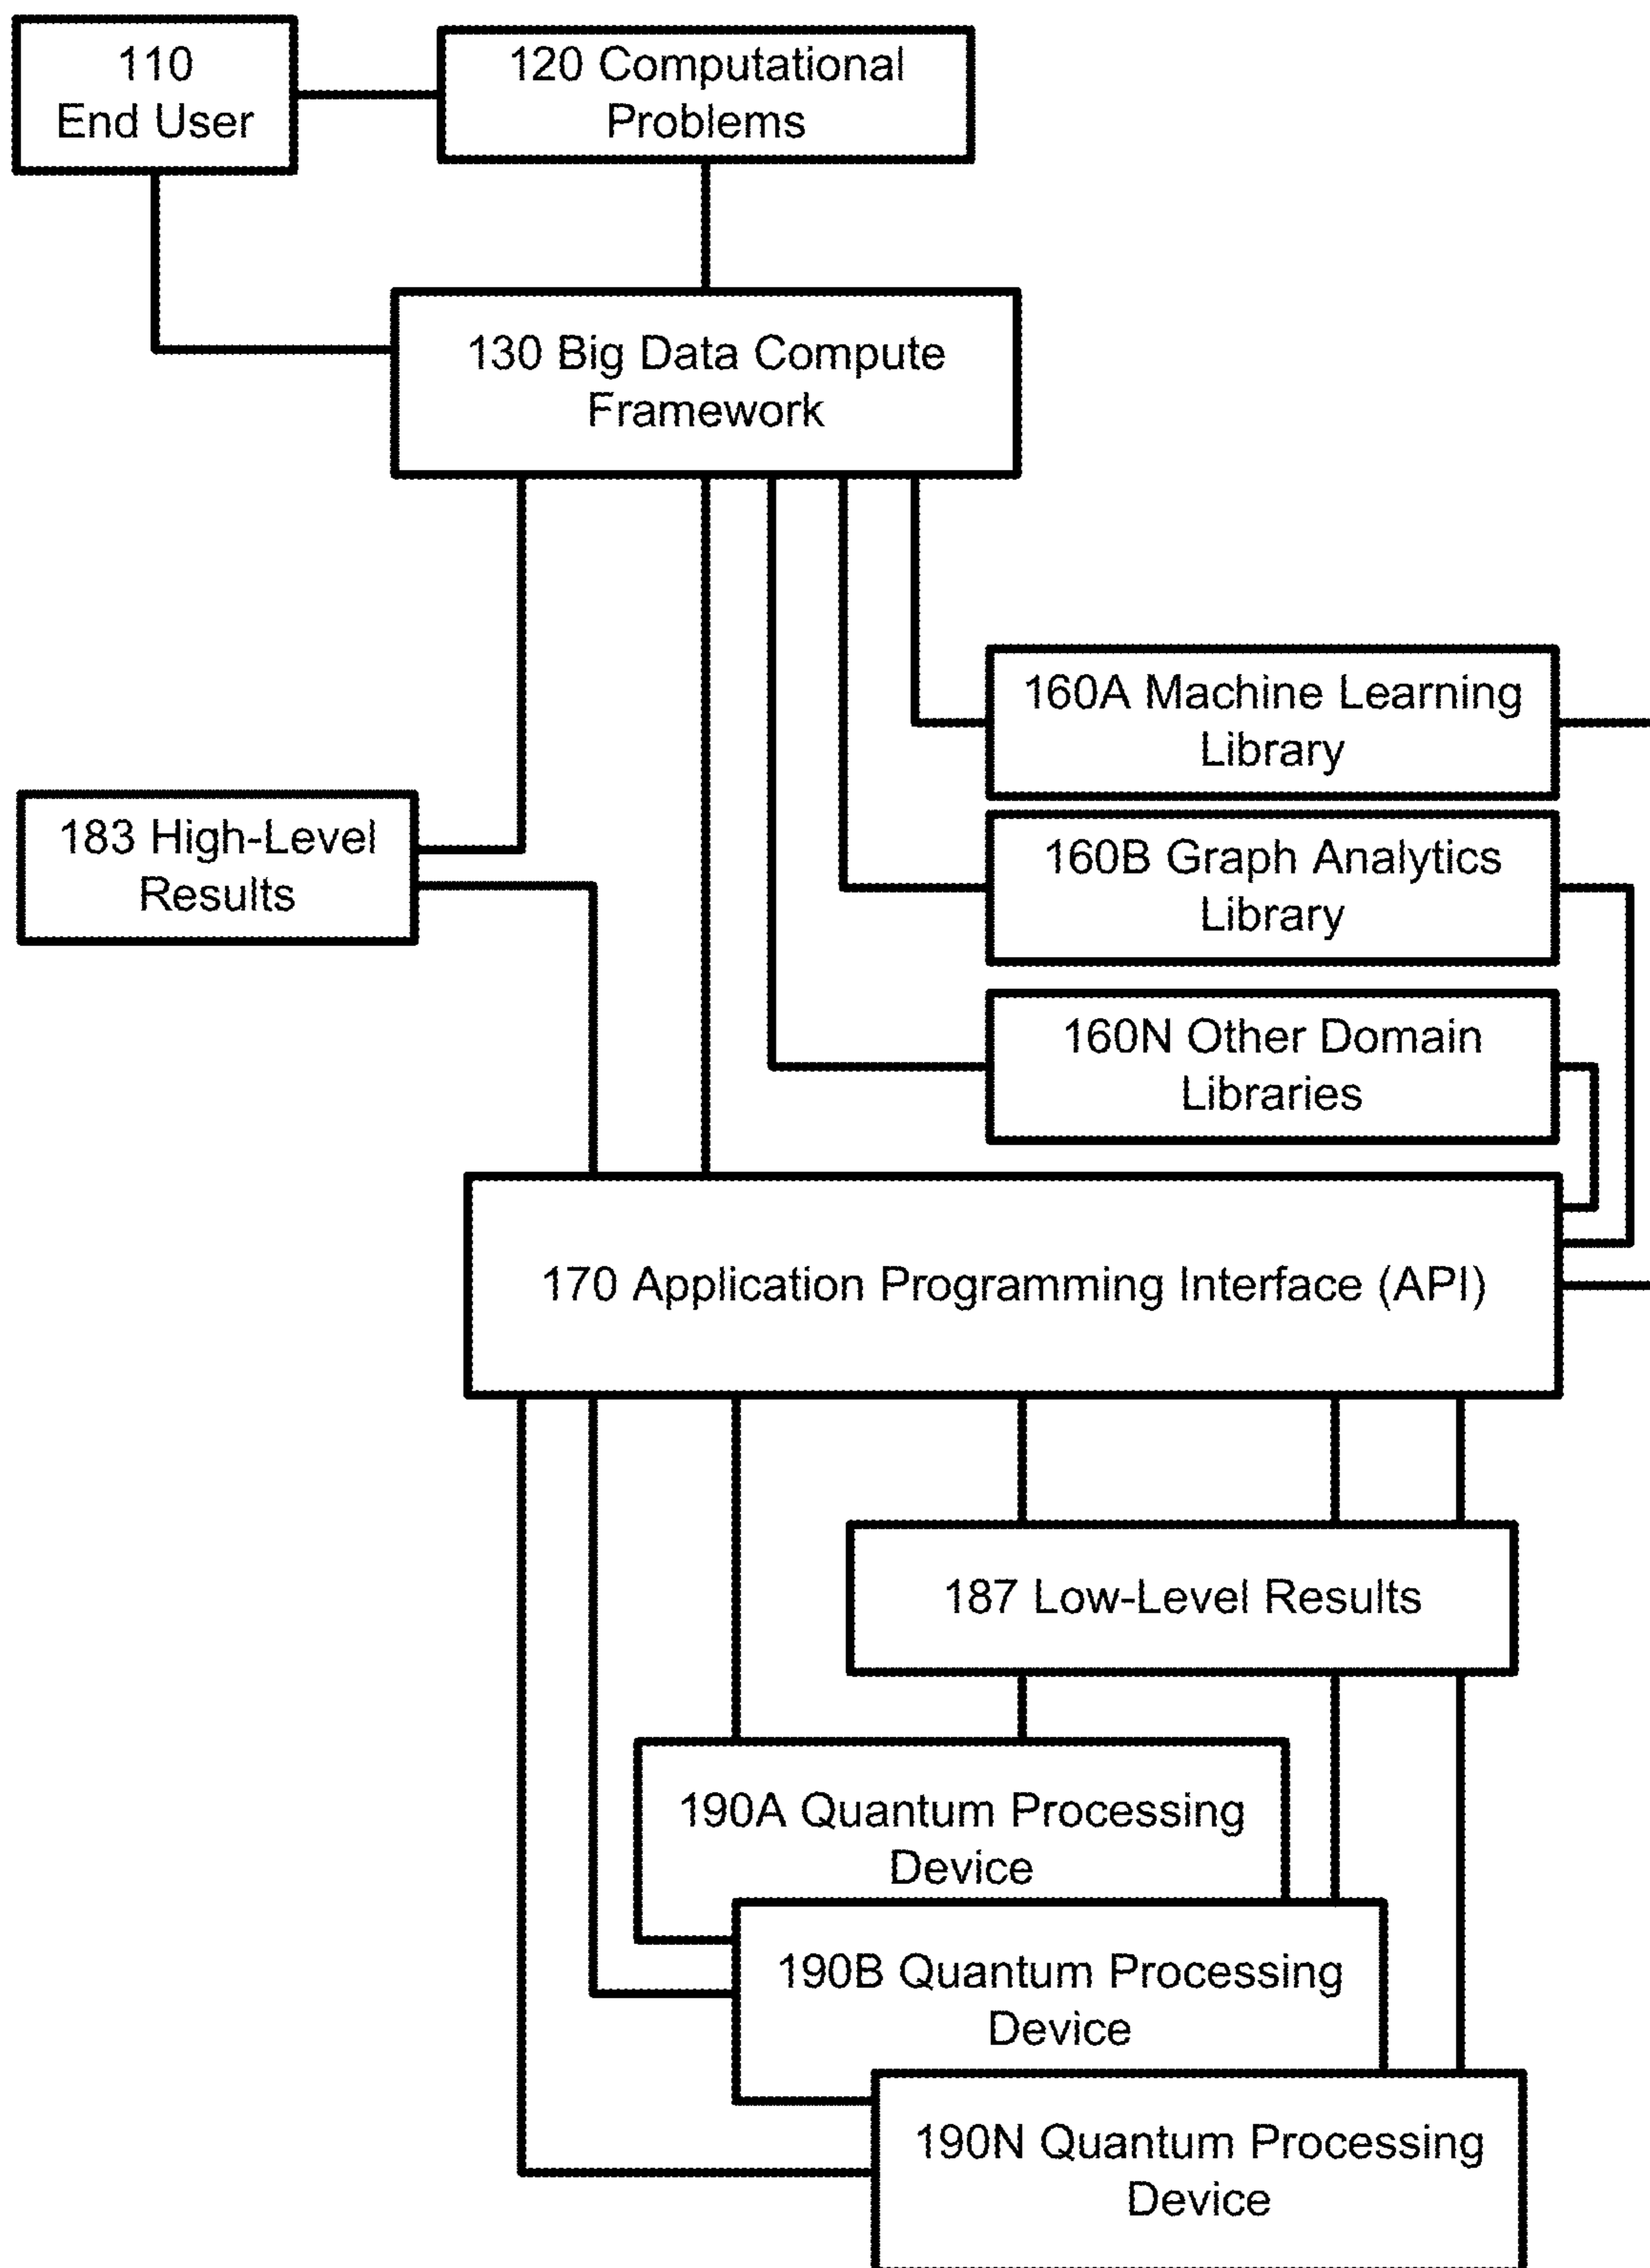 110
End User
120 Computational
Problems
130 Big Data Compute
Framework
160A Machine Learning
Library
183 High-Level
Results
160B Graph Analytics
Library
160N Other Domain
Libraries
170 Application Programming Interface (API)
187 Low-Level Results
190A Quantum Processing
Device
190B Quantum Processing
Device
190N Quantum Processing
Device